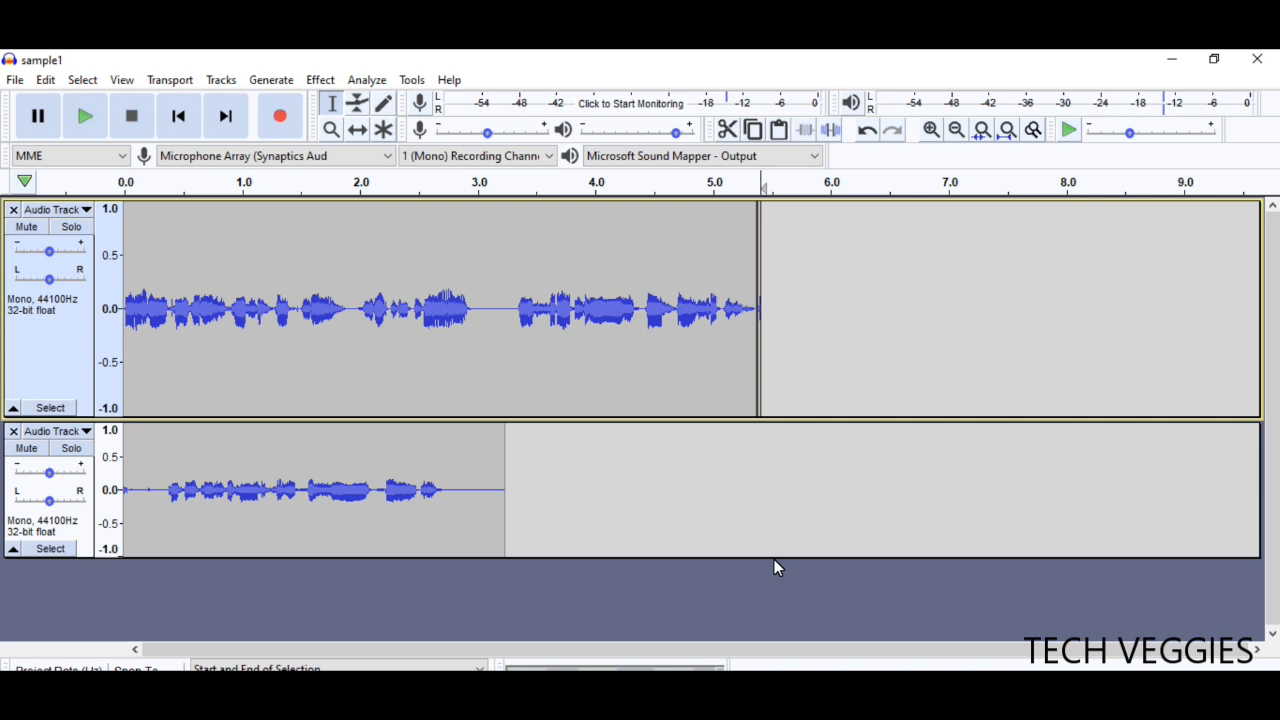 sample1
File Edit Select View Transport Tracks Generate Effect Analyze Tools Help
L R -54 -48 -42 Click to Start Monitoring -18 -12 -6 0 L R -54 -48 -42 -36 -30 -24 -18 -12 -6 0
- + - + - +
MME Microphone Array (Synaptics Aud 1 (Mono) Recording Chann Microsoft Sound Mapper - Output
0.0 1.0 2.0 3.0 4.0 5.0 6.0 7.0 8.0 9.0
Audio Track 1.0
Mute Solo
- +
0.5
L R
Mono, 44100Hz
32-bit float
0.0
-0.5
Select -1.0
Audio Track 1.0
Mute Solo
- + 0.5
L R 0.0
Mono, 44100Hz
32-bit float
-0.5
Select -1.0
TECH VEGGIES
Project Rate (Hz) Snap-To Start and End of Selection